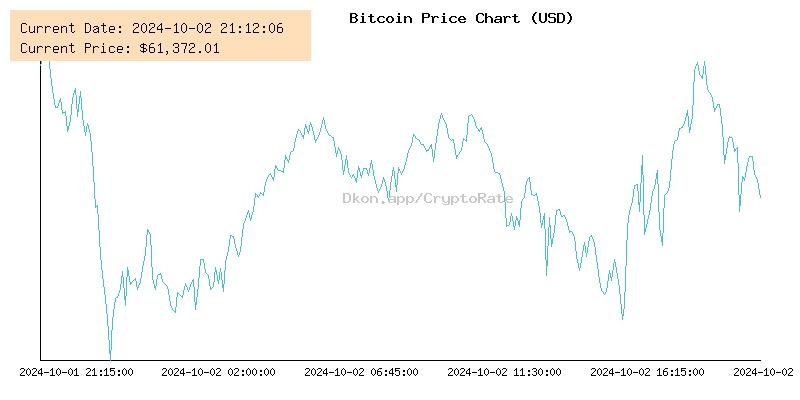 Bitcoin Price Chart (USD)
Current Date: 2024-10-02 21:12:06
Current Price: $61,372.01
Dkon.app/CryptoRate
2024-10-01 21:15:00 2024-10-02 02:00:00 2024-10-02 06:45:00 2024-10-02 11:30:00 2024-10-02 16:15:00 2024-10-02